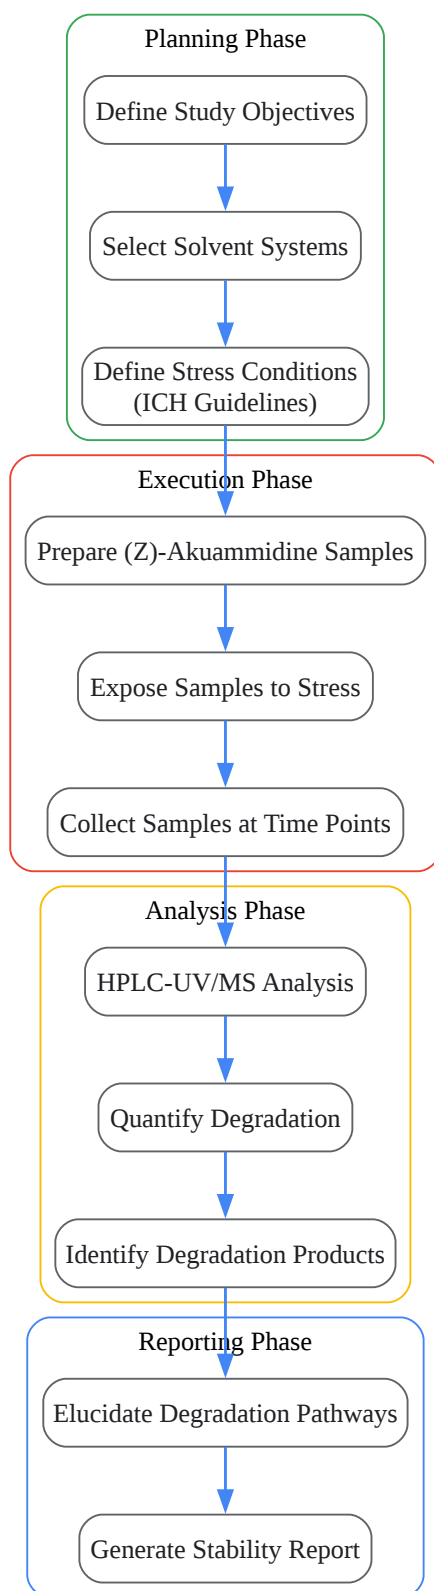 Planning Phase
Define Study Objectives
Select Solvent Systems
Define Stress Conditions
(ICH Guidelines)
Execution Phase
Prepare (Z)-Akuammidine Samples
Expose Samples to Stress
Collect Samples at Time Points
Analysis Phase
HPLC-UV/MS Analysis
Quantify Degradation
Identify Degradation Products
Reporting Phase
Elucidate Degradation Pathways
Generate Stability Report